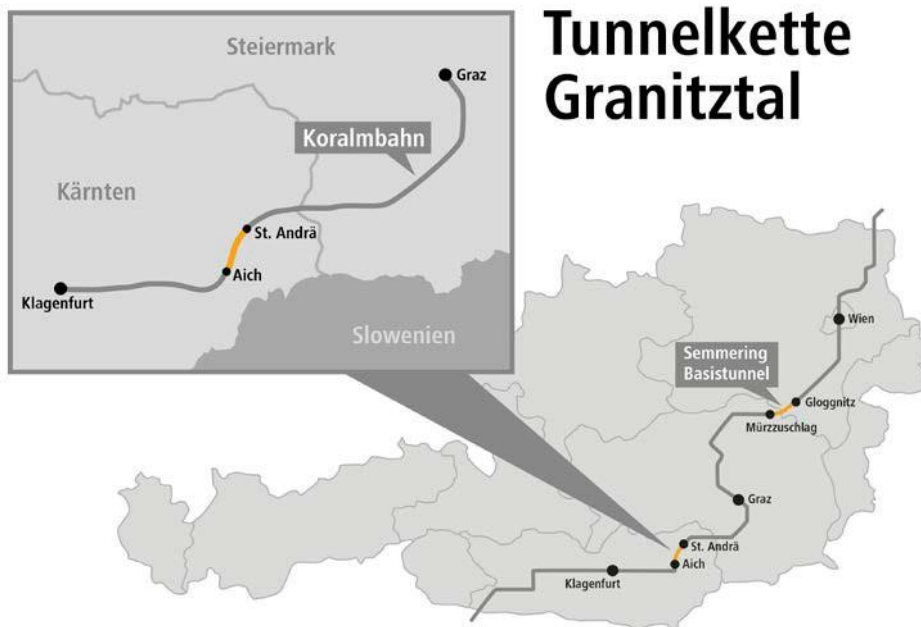 Tunnelkette
Granitztal
Steiermark
Graz
Koralmbahn
Kärnten
St. Andrä
Aich
Klagenfurt
Slowenien
Wien
Semmering
Basistunnel
Gloggnitz
Mürzzuschlag
Graz
St. Andrä
Aich
Klagenfurt